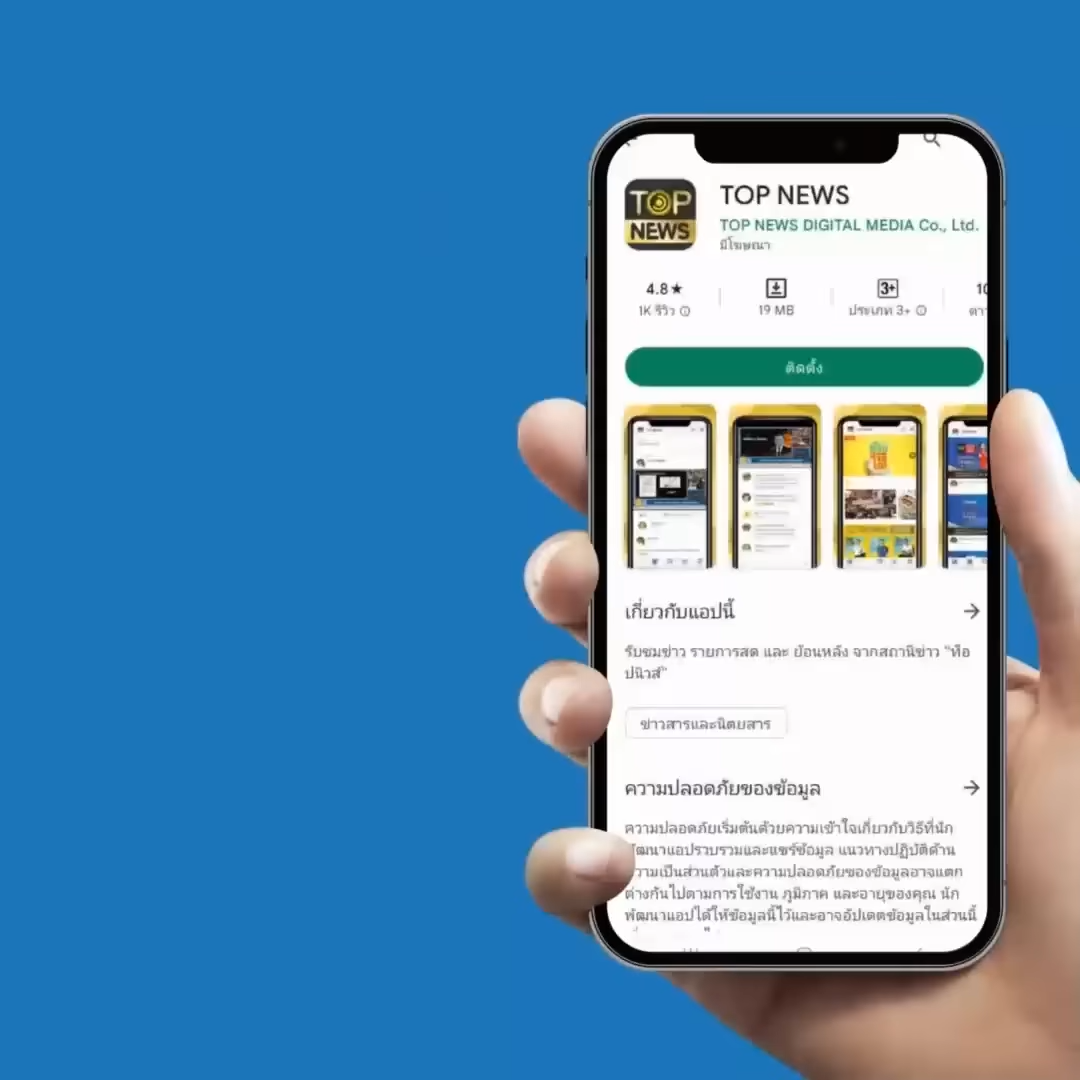 TOP
NEWS
TOP NEWS
TOP NEWS DIGITAL MEDIA Co., Ltd.
มีโฆษณา
4.8★
1K รีวิว
19 MB
3+
ประเภท 3+
10
ติดตั้ง
เกี่ยวกับแอปนี้
รับชมข่าว รายการสด และ ย้อนหลัง จากสถานีข่าว "ท็อ
ปนิวส์"
ข่าวสารและนิตยสาร
ความปลอดภัยของข้อมูล
ความปลอดภัยเริ่มต้นด้วยความเข้าใจเกี่ยวกับวิธีที่นัก
พัฒนาแอปรวบรวมและแชร์ข้อมูล แนวทางปฏิบัติด้าน
ความเป็นส่วนตัวและความปลอดภัยของข้อมูลอาจแตก
ต่างกันไปตามการใช้งาน ภูมิภาค และอายุของคุณ นัก
พัฒนาแอปได้ให้ข้อมูลนี้ไว้และอาจอัปเดตข้อมูลในส่วนนี้